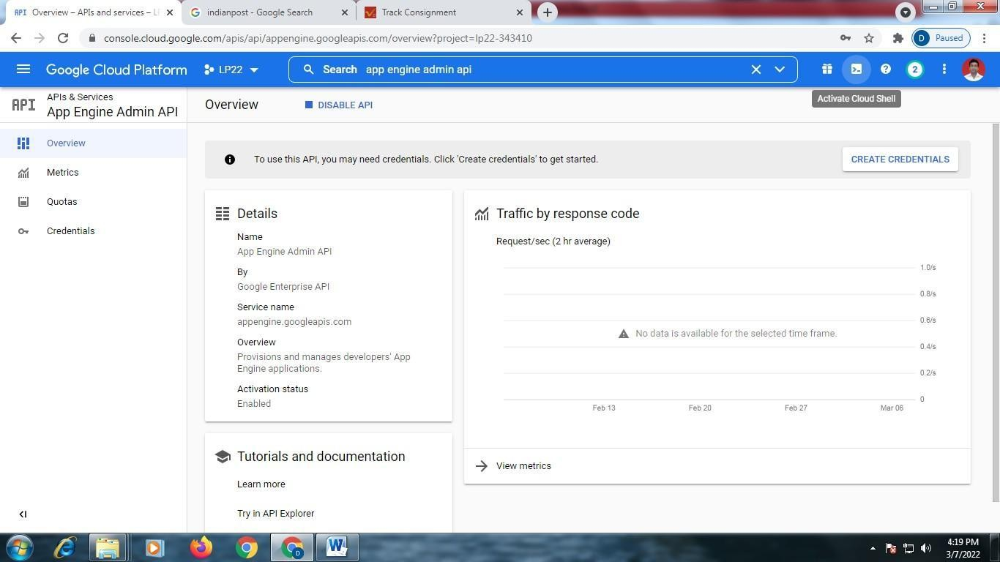 API Overview – APIs and services – LP
indianpost - Google Search
Track Consignment
console.cloud.google.com/apis/api/appengine.googleapis.com/overview?project=lp22-343410
D Paused
Google Cloud Platform
LP22
Search app engine admin api
2
Activate Cloud Shell
API
APIs & Services
App Engine Admin API
Overview
DISABLE API
Overview
Metrics
Quotas
Credentials
To use this API, you may need credentials. Click 'Create credentials' to get started.
CREATE CREDENTIALS
Details
Name
App Engine Admin API
By
Google Enterprise API
Service name
appengine.googleapis.com
Overview
Provisions and manages developers' App
Engine applications.
Activation status
Enabled
Traffic by response code
Request/sec (2 hr average)
1.0/s
0.8/s
0.6/s
No data is available for the selected time frame.
0.4/s
0.2/s
0
Feb 13
Feb 20
Feb 27
Mar 06
View metrics
Tutorials and documentation
Learn more
Try in API Explorer
D
W
4:19 PM
3/7/2022